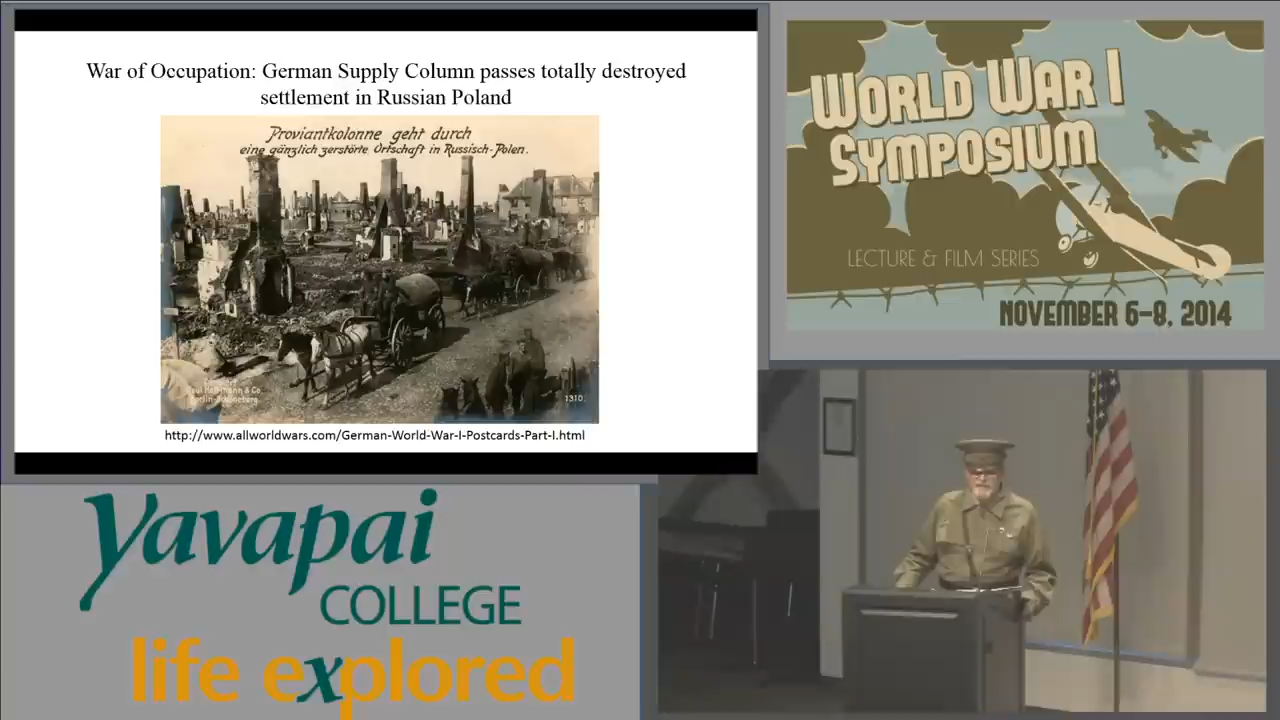 War of Occupation: German Supply Column passes totally destroyed
settlement in Russian Poland
Proviantkolonne geht durch
eine gänzlich zerstörte Ortschaft in Russisch-Polen.
1310
http://www.allworldwars.com/German-World-War-I-Postcards-Part-I.html
WORLD WAR I
SYMPOSIUM
LECTURE & FILM SERIES
NOVEMBER 6-8, 2014
Yavapai
COLLEGE
life explored